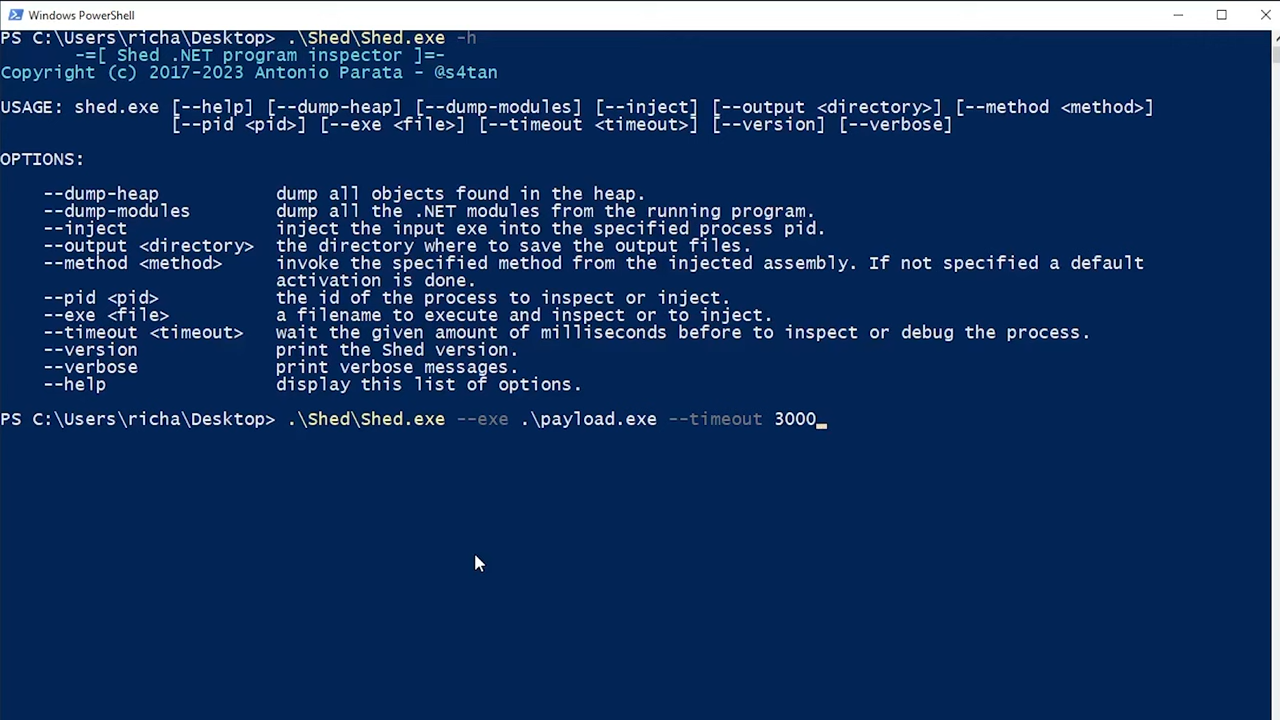 Windows PowerShell
PS C:\Users\richa\Desktop> .\Shed\Shed.exe -h
-=[ Shed .NET program inspector ]=-
Copyright (c) 2017-2023 Antonio Parata - @s4tan
USAGE: shed.exe [--help] [--dump-heap] [--dump-modules] [--inject] [--output <directory>] [--method <method>]
[--pid <pid>] [--exe <file>] [--timeout <timeout>] [--version] [--verbose]
OPTIONS:
--dump-heap dump all objects found in the heap.
--dump-modules dump all the .NET modules from the running program.
--inject inject the input exe into the specified process pid.
--output <directory> the directory where to save the output files.
--method <method> invoke the specified method from the injected assembly. If not specified a default
activation is done.
--pid <pid> the id of the process to inspect or inject.
--exe <file> a filename to execute and inspect or to inject.
--timeout <timeout> wait the given amount of milliseconds before to inspect or debug the process.
--version print the Shed version.
--verbose print verbose messages.
--help display this list of options.
PS C:\Users\richa\Desktop> .\Shed\Shed.exe --exe .\payload.exe --timeout 3000